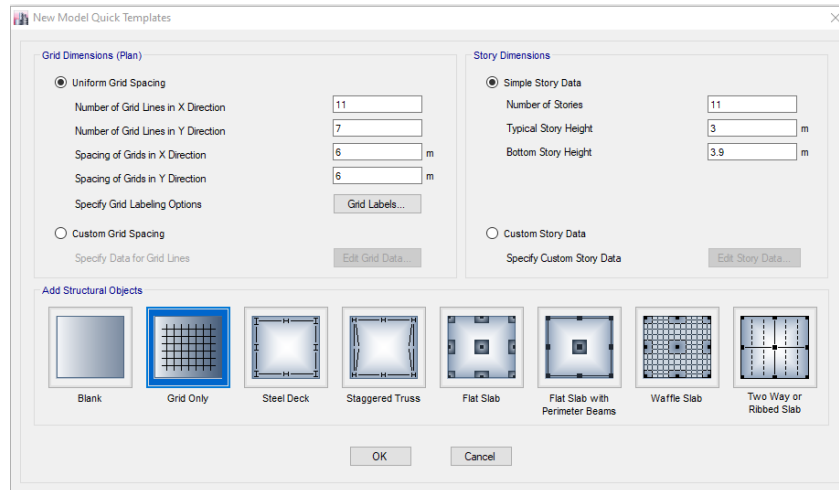 New Model Quick Templates
Grid Dimensions (Plan)
Uniform Grid Spacing
Number of Grid Lines in X Direction 11
Number of Grid Lines in Y Direction 7
Spacing of Grids in X Direction 6 m
Spacing of Grids in Y Direction 6 m
Specify Grid Labeling Options Grid Labels...
Custom Grid Spacing
Specify Data for Grid Lines Edit Grid Data...
Story Dimensions
Simple Story Data
Number of Stories 11
Typical Story Height 3 m
Bottom Story Height 3.9 m
Custom Story Data
Specify Custom Story Data Edit Story Data...
Add Structural Objects
Blank
Grid Only
Steel Deck
Staggered Truss
Flat Slab
Flat Slab with
Perimeter Beams
Waffle Slab
Two Way or
Ribbed Slab
OK Cancel